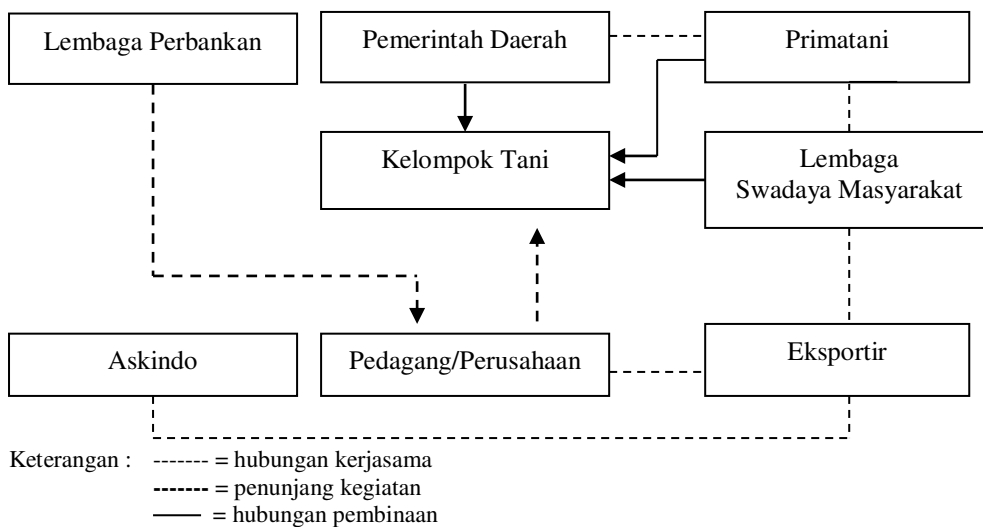 Lembaga Perbankan
Pemerintah Daerah
Primatani
Kelompok Tani
Lembaga
Swadaya Masyarakat
Askindo
Pedagang/Perusahaan
Eksportir
Keterangan : = hubungan kerjasama
= penunjang kegiatan
= hubungan pembinaan